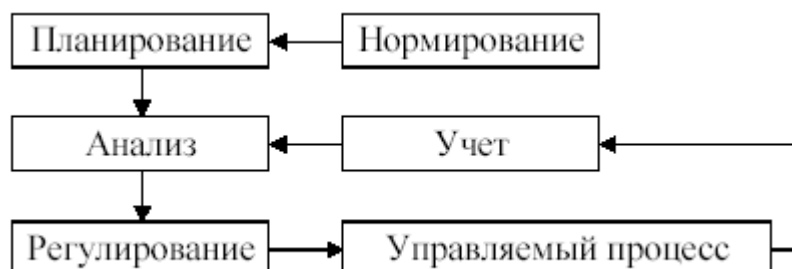 Планирование
Нормирование
Анализ
Учет
Регулирование
Управляемый процесс